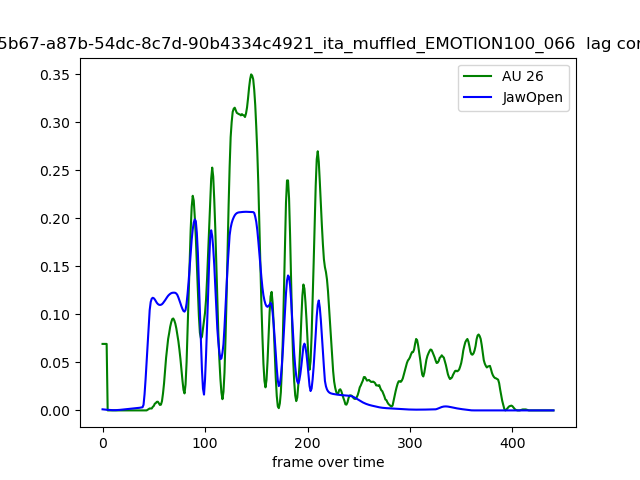 5b67-a87b-54dc-8c7d-90b4334c4921_ita_muffled_EMOTION100_066 lag
AU 26
JawOpen
0.35
0.30
0.25
0.20
0.15
0.10
0.05
0.00
0 100 200 300 400
frame over time